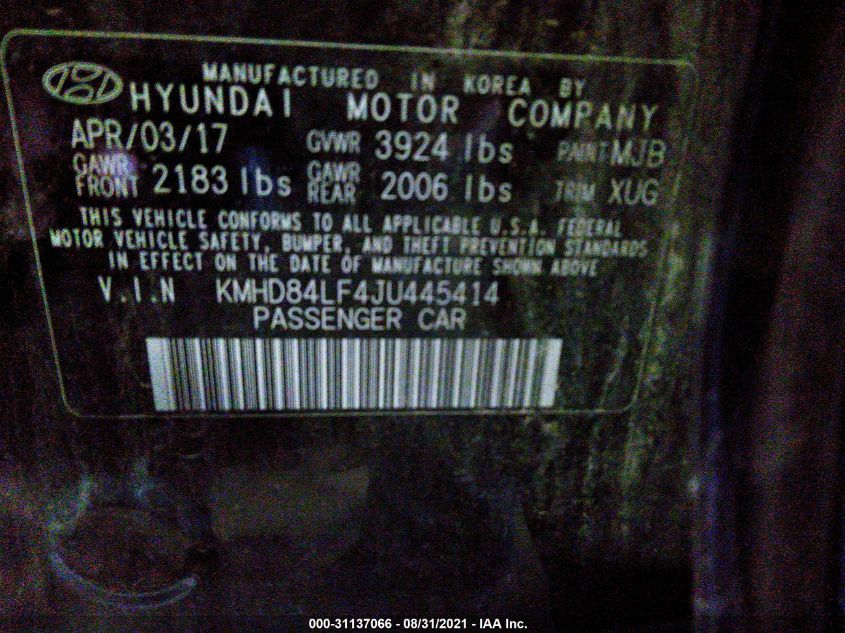 MANUFACTURED IN KOREA BY
HYUNDAI MOTOR COMPANY
APR/03/17 GVWR 3924 lbs PAINT MJB
GAWR FRONT 2183 lbs GAWR REAR 2006 lbs TRIM XUG
THIS VEHICLE CONFORMS TO ALL APPLICABLE U.S.A. FEDERAL
MOTOR VEHICLE SAFETY, BUMPER, AND THEFT PREVENTION STANDARDS
IN EFFECT ON THE DATE OF MANUFACTURE SHOWN ABOVE
V.I.N KMHD84LF4JU445414
PASSENGER CAR
000-31137066 - 08/31/2021 - IAA Inc.